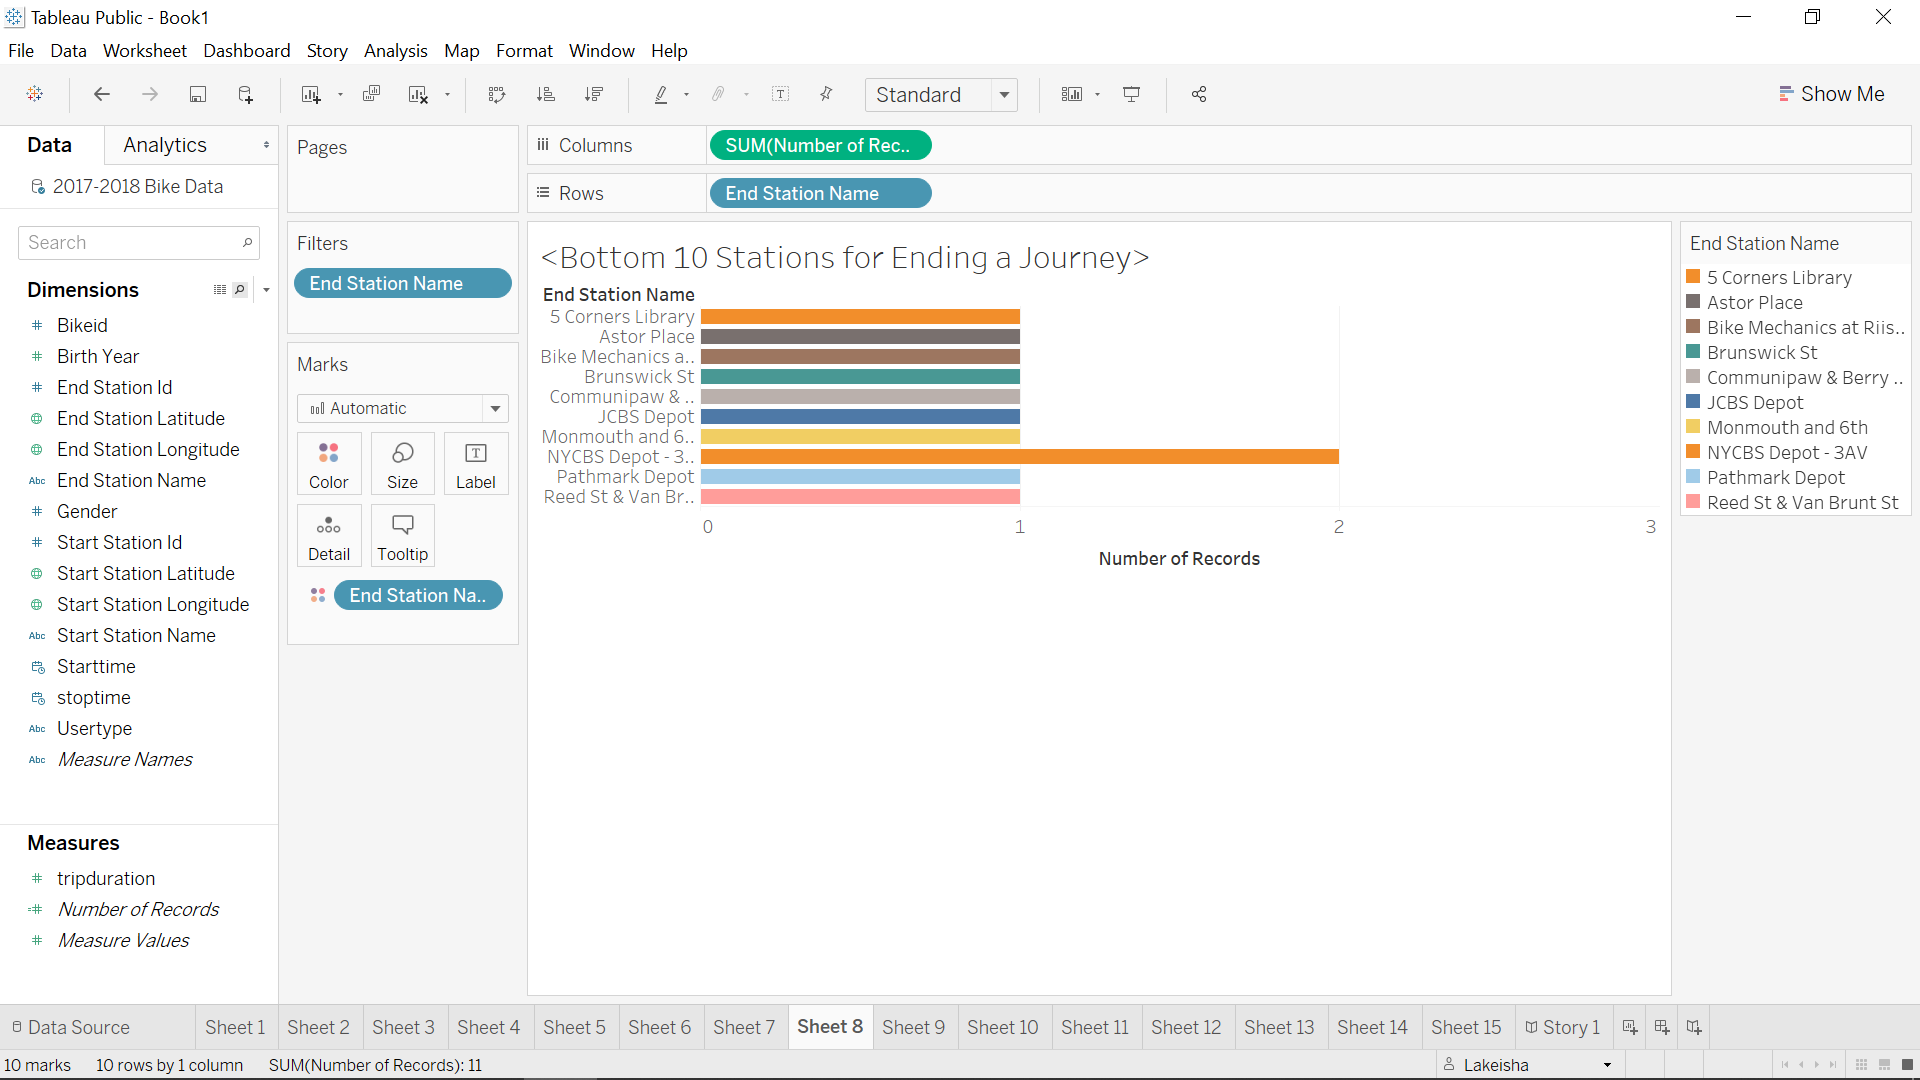 Tableau Public - Book1
File Data Worksheet Dashboard Story Analysis Map Format Window Help
Standard
Show Me
Data Analytics
2017-2018 Bike Data
Search
Dimensions
# Bikeid
# Birth Year
# End Station Id
End Station Latitude
End Station Longitude
Abc End Station Name
# Gender
# Start Station Id
Start Station Latitude
Start Station Longitude
Abc Start Station Name
Starttime
stoptime
Abc Usertype
Abc Measure Names
Measures
# tripduration
=# Number of Records
# Measure Values
Pages
Filters
End Station Name
Marks
Automatic
Color Size Label
Detail Tooltip
End Station Na..
Columns SUM(Number of Rec..
Rows End Station Name
<Bottom 10 Stations for Ending a Journey>
End Station Name
5 Corners Library
Astor Place
Bike Mechanics a..
Brunswick St
Communipaw & ..
JCBS Depot
Monmouth and 6..
NYCBS Depot - 3..
Pathmark Depot
Reed St & Van Br..
0 1 2 3
Number of Records
End Station Name
5 Corners Library
Astor Place
Bike Mechanics at Riis..
Brunswick St
Communipaw & Berry ..
JCBS Depot
Monmouth and 6th
NYCBS Depot - 3AV
Pathmark Depot
Reed St & Van Brunt St
Data Source Sheet 1 Sheet 2 Sheet 3 Sheet 4 Sheet 5 Sheet 6 Sheet 7 Sheet 8 Sheet 9 Sheet 10 Sheet 11 Sheet 12 Sheet 13 Sheet 14 Sheet 15 Story 1
10 marks 10 rows by 1 column SUM(Number of Records): 11 Lakeisha